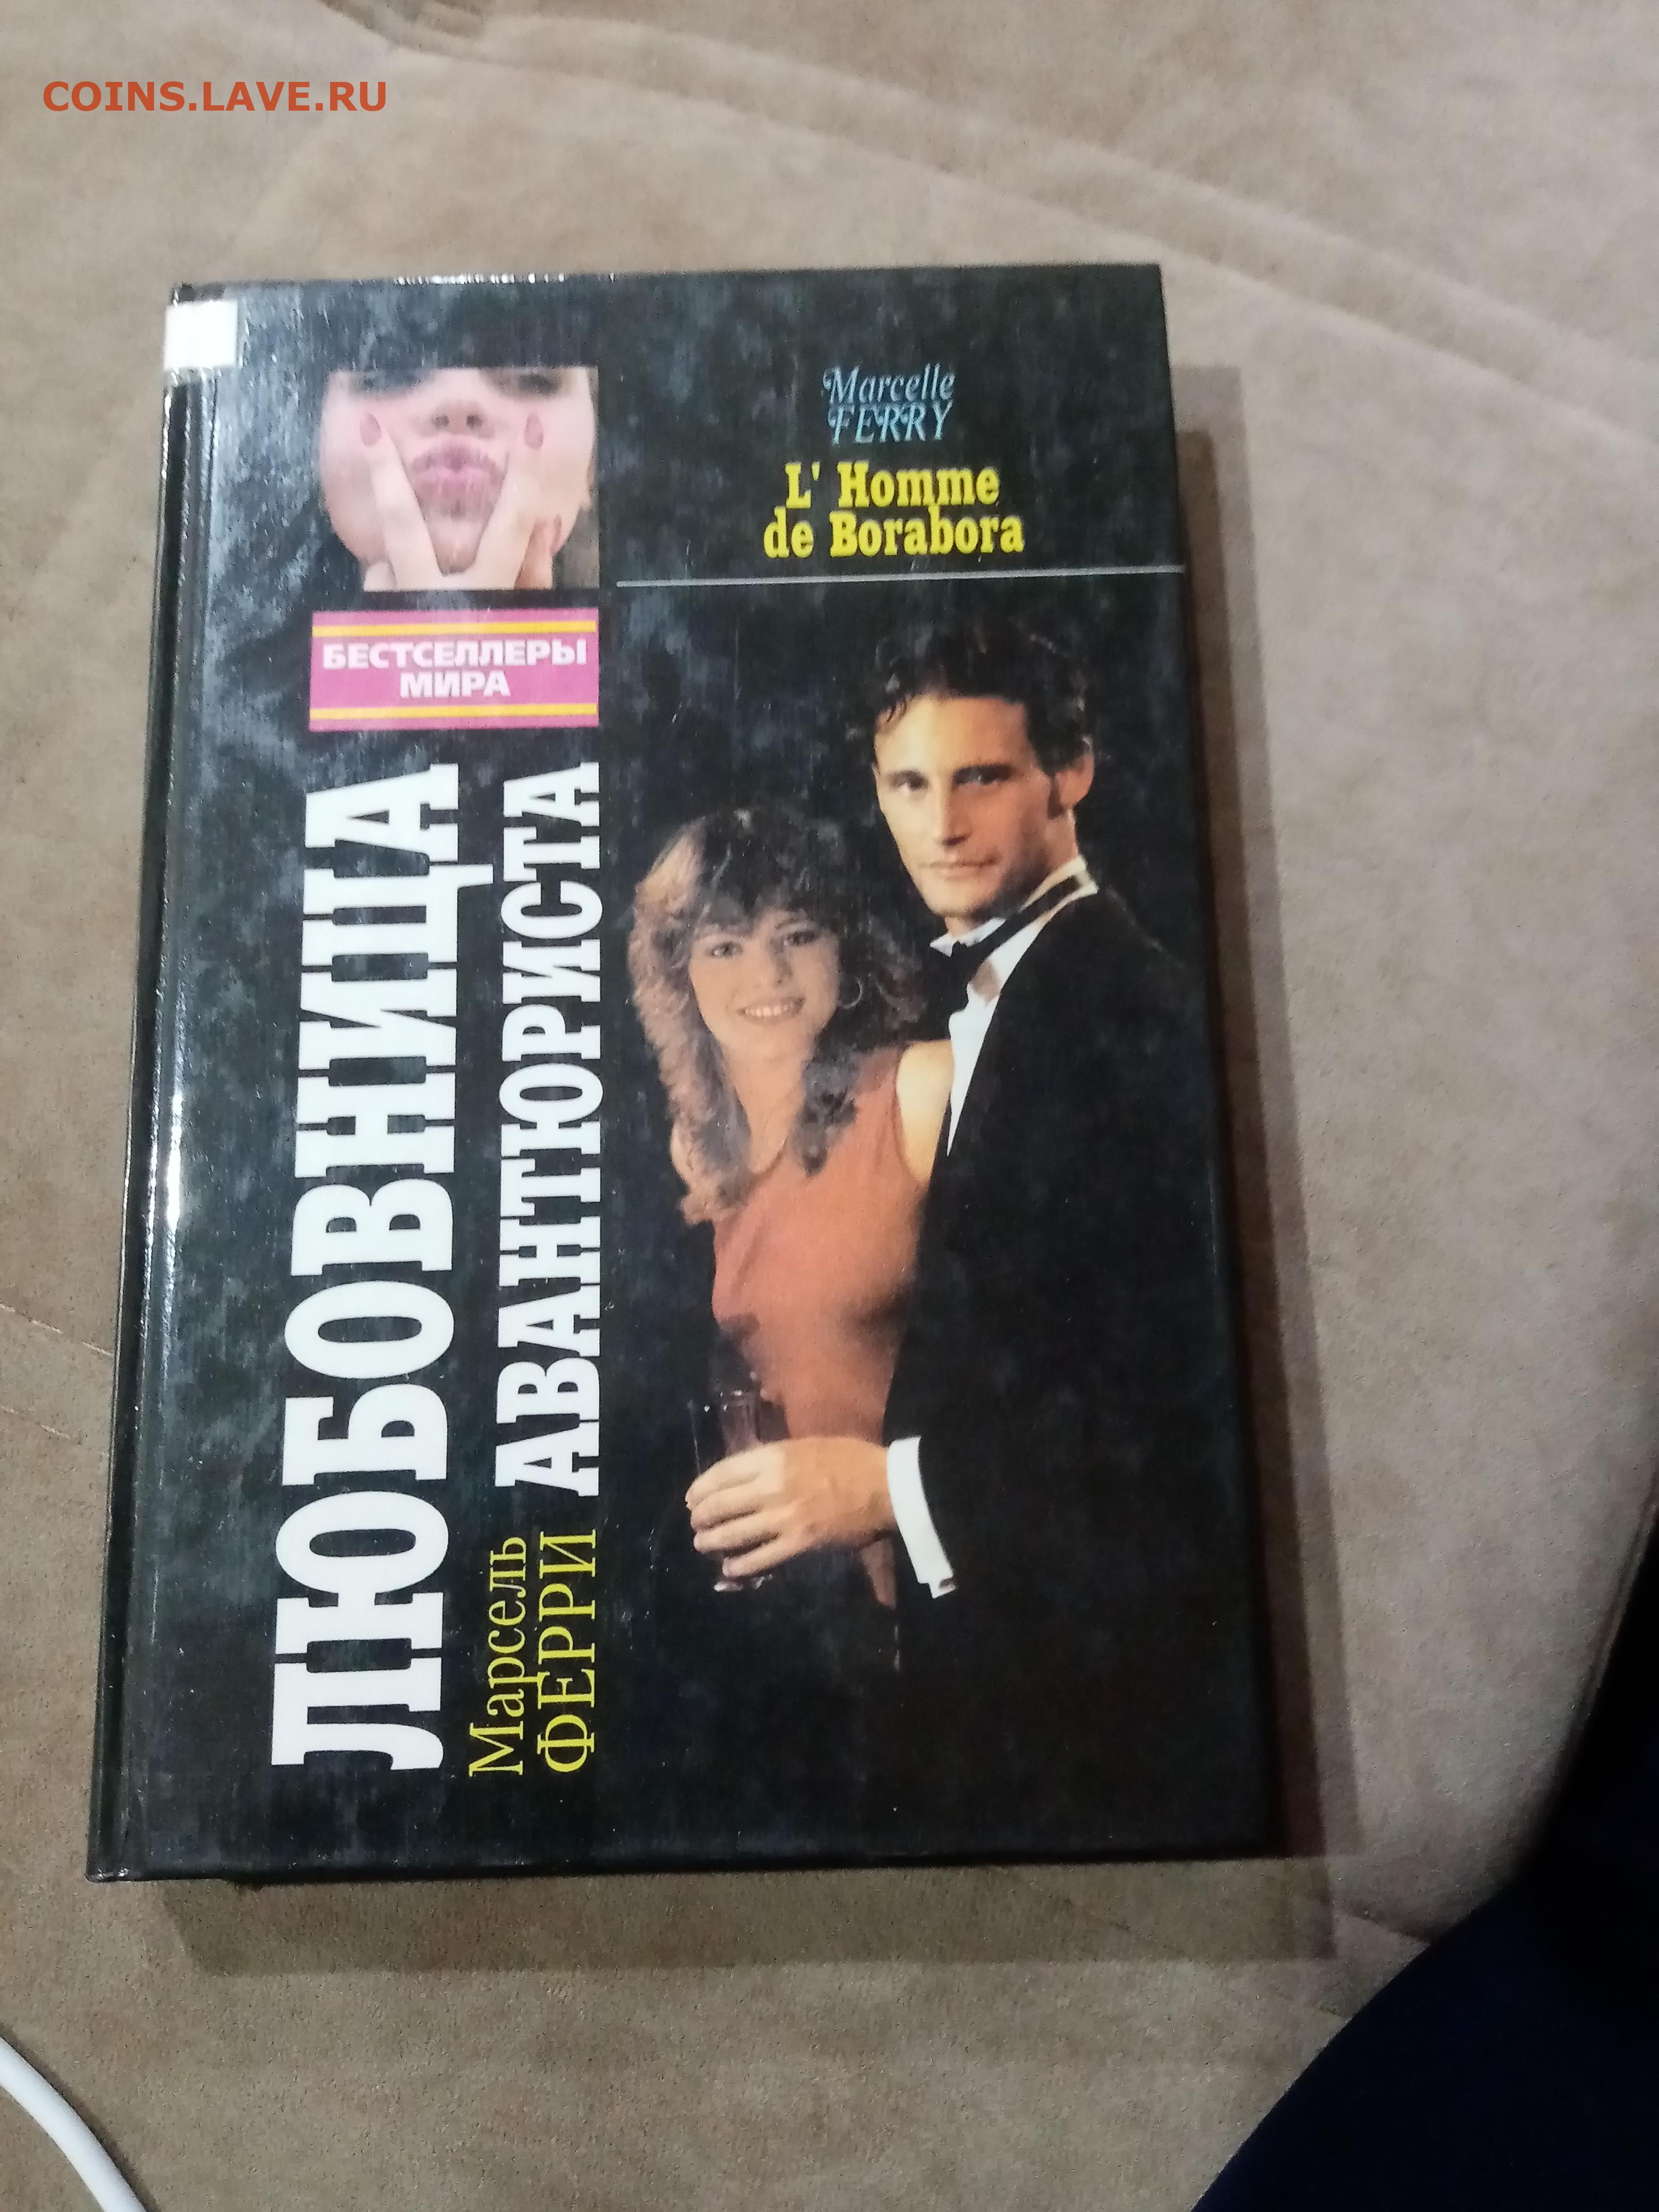 COINS.LAVE.RU
Marcelle
FERRY
L' Homme
de Borabora
БЕСТСЕЛЛЕРЫ
МИРА
ЛЮБОВНИЦА
АВАНТЮРИСТА
Марсель
ФЕРРИ